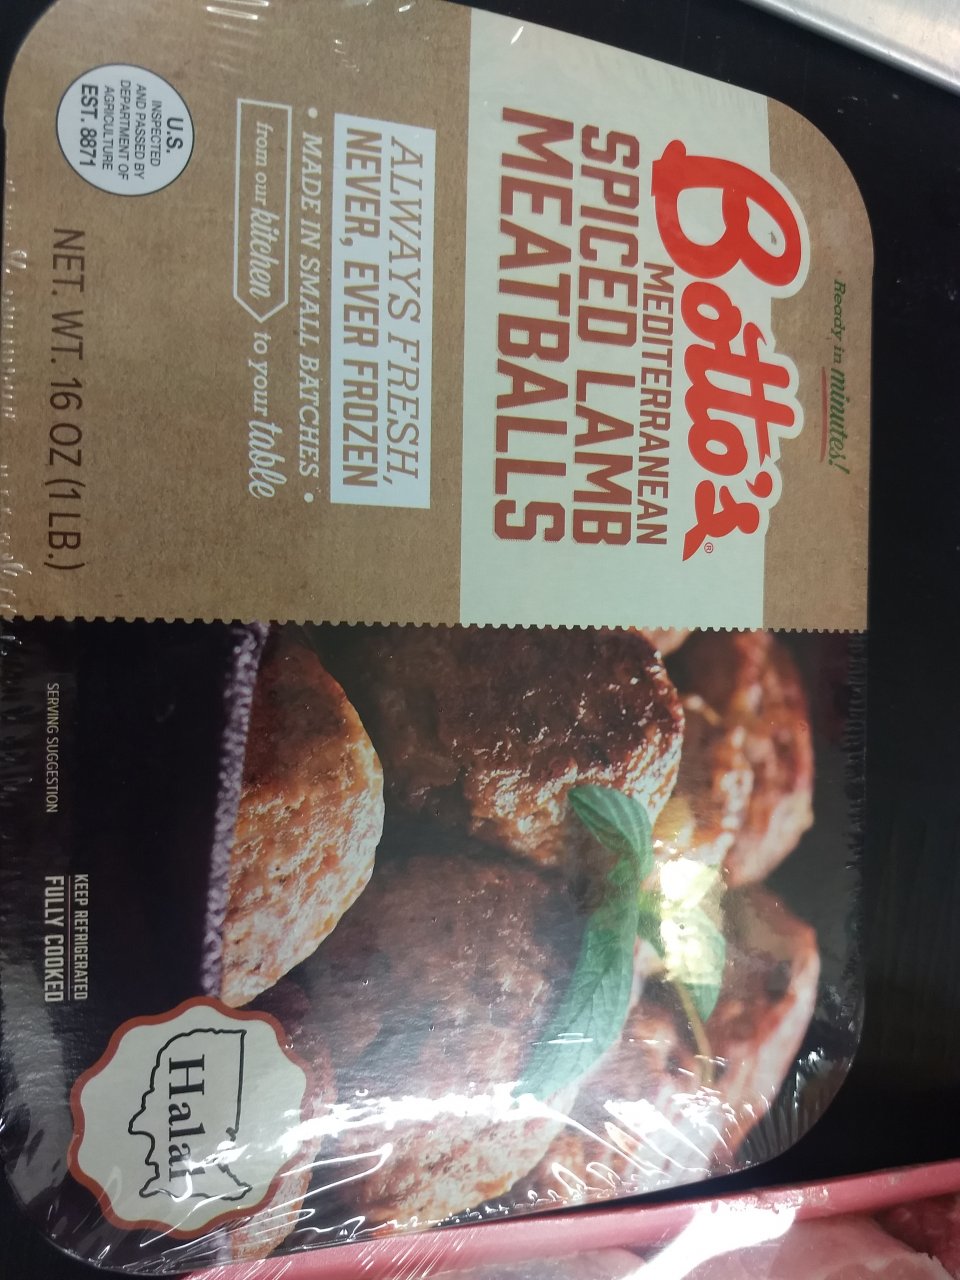 Ready in minutes!
Botto's®
MEDITERRANEAN
SPICED LAMB
MEATBALLS
ALWAYS FRESH,
NEVER, EVER FROZEN
• MADE IN SMALL BATCHES •
from our kitchen to your table
U.S.
INSPECTED
AND PASSED BY
DEPARTMENT OF
AGRICULTURE
EST. 8871
NET. WT. 16 OZ (1 LB.)
SERVING SUGGESTION
KEEP REFRIGERATED
FULLY COOKED
Halal